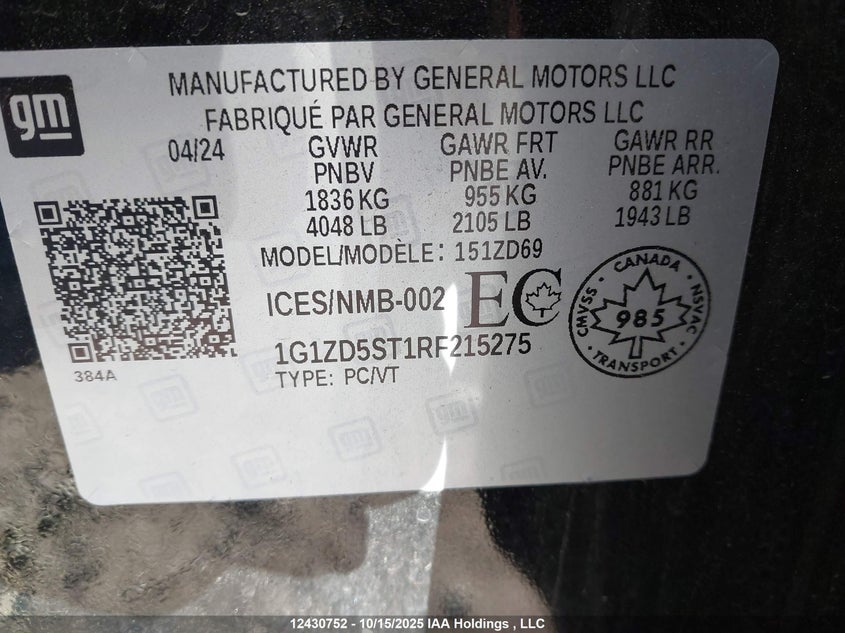 gm
MANUFACTURED BY GENERAL MOTORS LLC
FABRIQUÉ PAR GENERAL MOTORS LLC
04/24 GVWR GAWR FRT GAWR RR
PNBV PNBE AV. PNBE ARR.
1836 KG 955 KG 881 KG
4048 LB 2105 LB 1943 LB
MODEL/MODÈLE: 151ZD69
ICES/NMB-002 EC
CANADA
CMVSS 985 NSVAC
TRANSPORT
1G1ZD5ST1RF215275
384A TYPE: PC/VT
12430752 - 10/15/2025 IAA Holdings , LLC